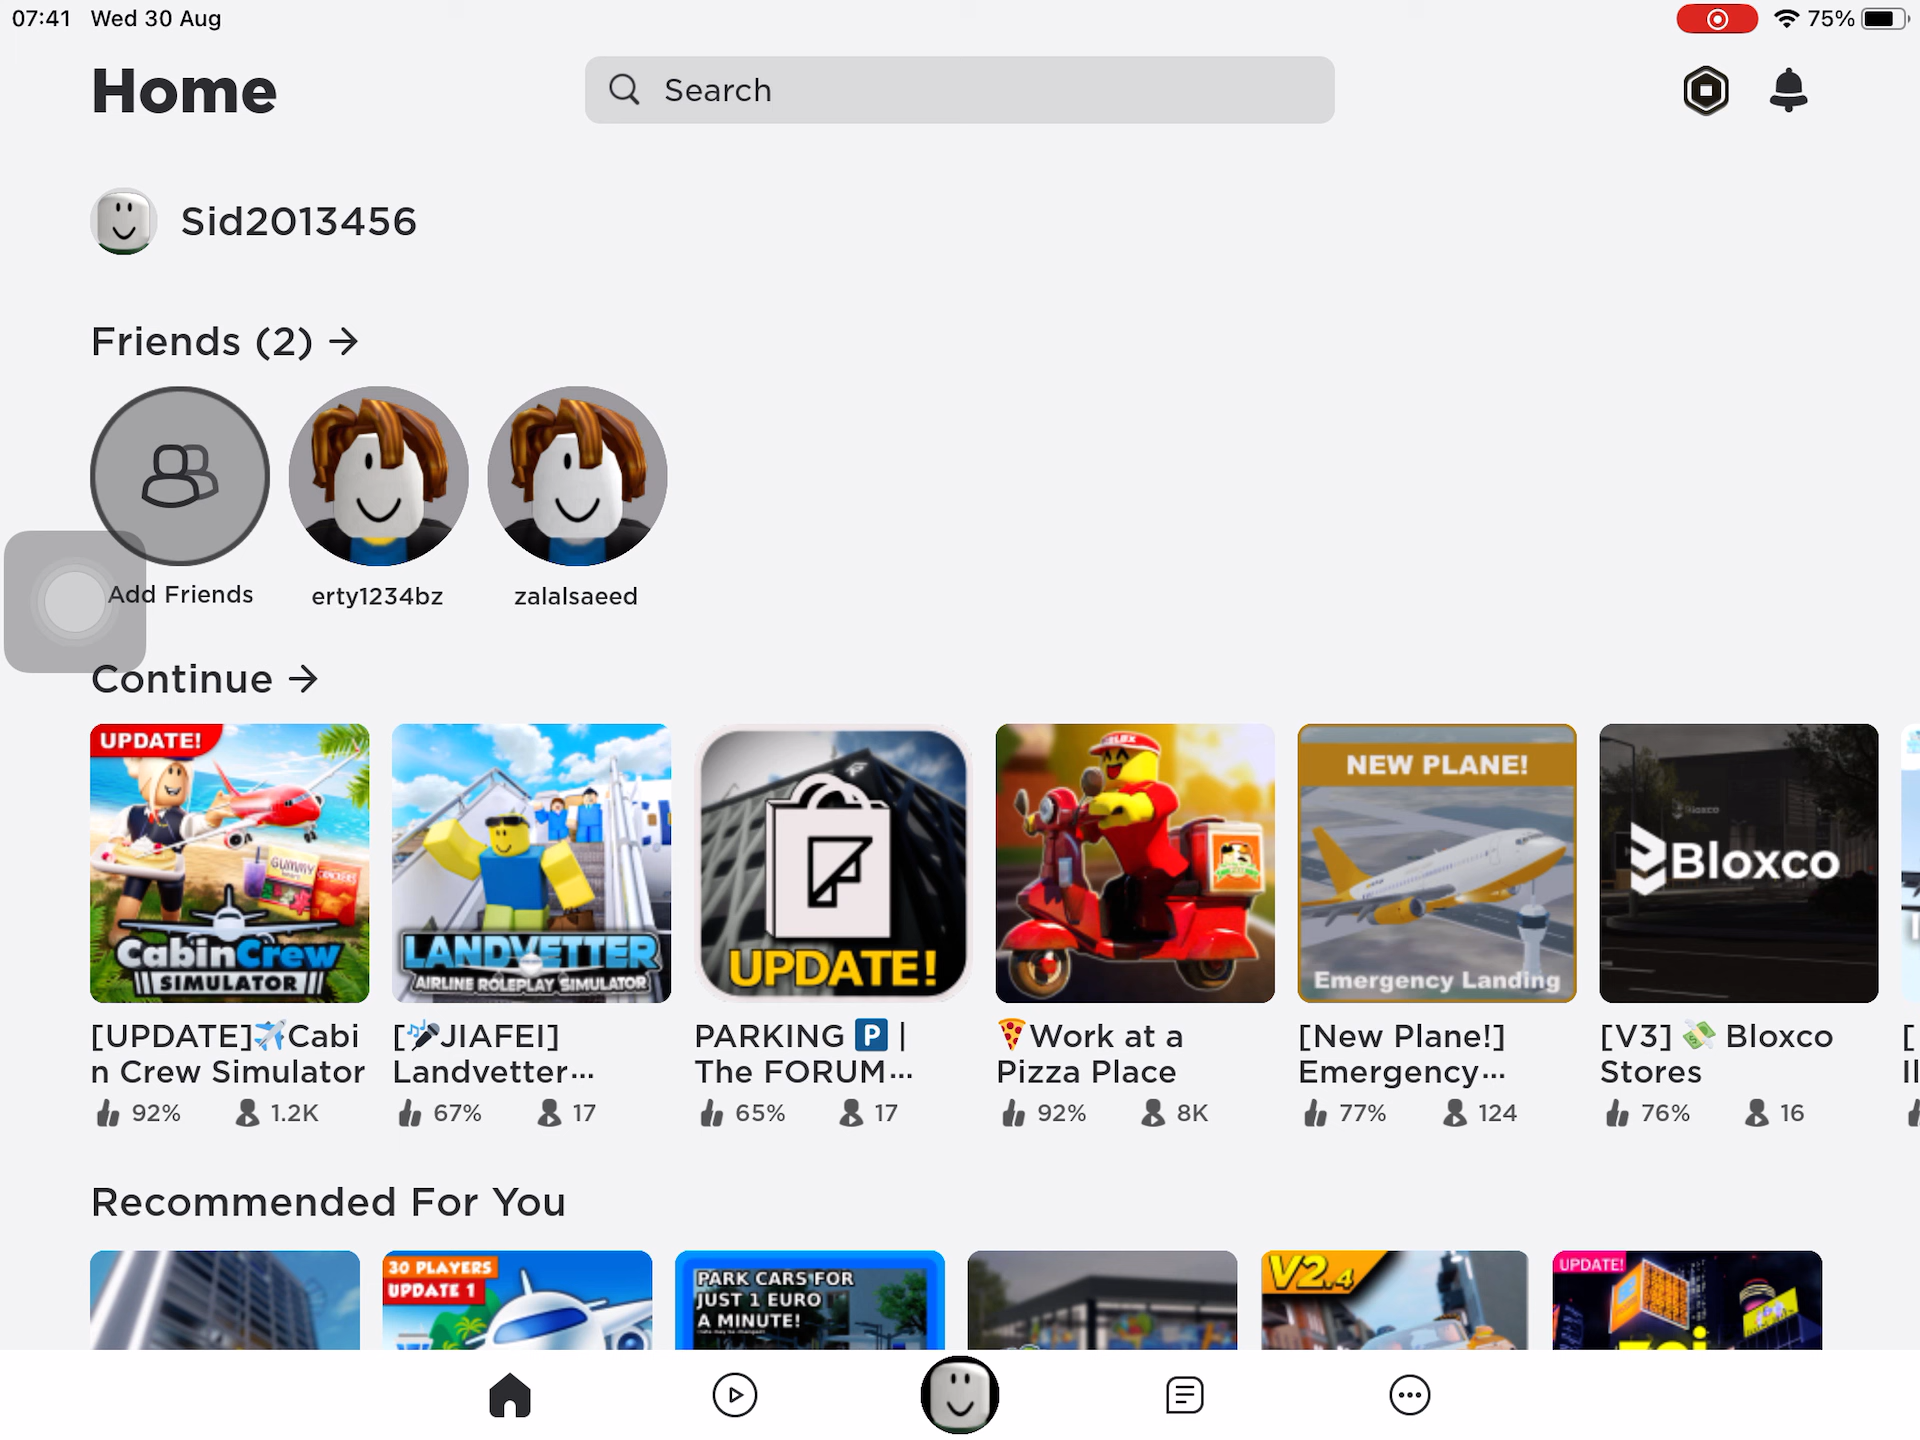 07:41 Wed 30 Aug
75%
Home
Search
Sid2013456
Friends (2)
Add Friends
erty1234bz
zalalsaeed
Continue
UPDATE!
GUMMY
CRACKERS
CabinCrew
SIMULATOR
LANDVETTER
AIRLINE ROLEPLAY SIMULATOR
UPDATE!
NEW PLANE!
Emergency Landing
Bloxco
Bloxco
[UPDATE]✈️Cabi
n Crew Simulator
92% 1.2K
[🎤JIAFEI]
Landvetter...
67% 17
PARKING 🅿️ |
The FORUM...
65% 17
🍕Work at a
Pizza Place
92% 8K
[New Plane!]
Emergency...
77% 124
[V3] 💸 Bloxco
Stores
76% 16
Recommended For You
30 PLAYERS
UPDATE 1
PARK CARS FOR
JUST 1 EURO
A MINUTE!
V2.4
UPDATE!